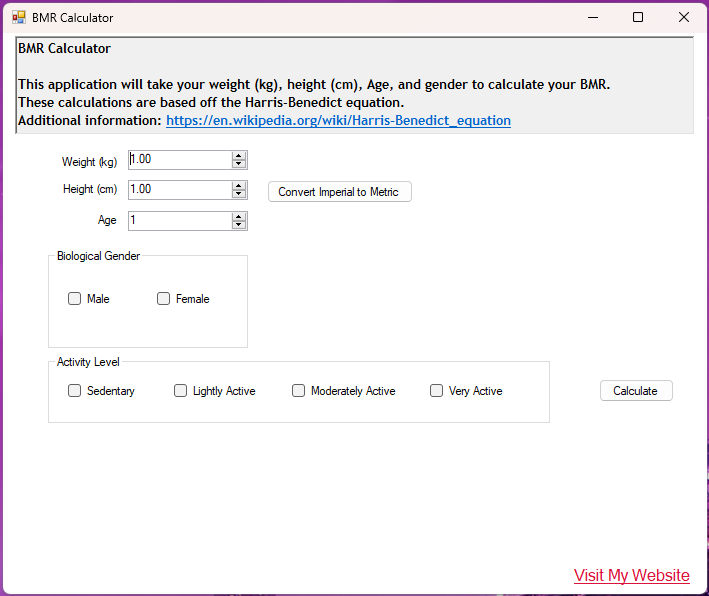 BMR Calculator
BMR Calculator
This application will take your weight (kg), height (cm), Age, and gender to calculate your BMR.
These calculations are based off the Harris-Benedict equation.
Additional information: https://en.wikipedia.org/wiki/Harris-Benedict_equation
Weight (kg) 1.00
Height (cm) 1.00 Convert Imperial to Metric
Age 1
Biological Gender
Male Female
Activity Level
Sedentary Lightly Active Moderately Active Very Active Calculate
Visit My Website